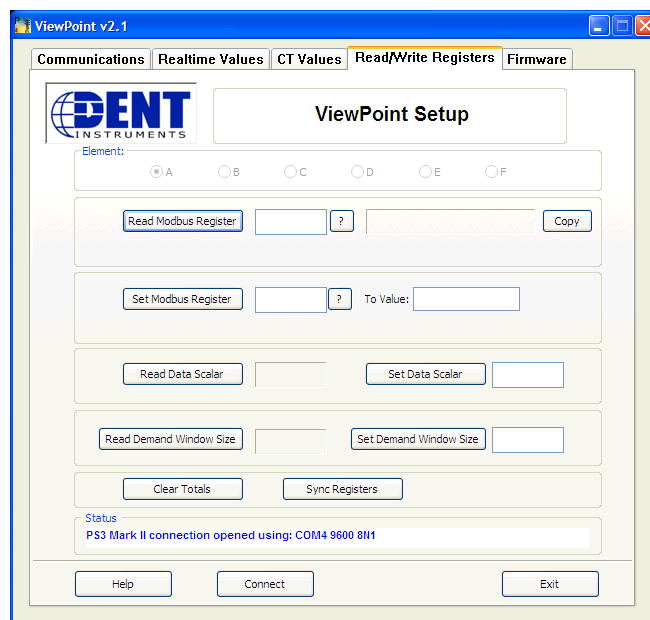 ViewPoint v2.1
Communications Realtime Values CT Values Read/Write Registers Firmware
DENT
INSTRUMENTS
ViewPoint Setup
Element:
A B C D E F
Read Modbus Register ? Copy
Set Modbus Register ? To Value:
Read Data Scalar Set Data Scalar
Read Demand Window Size Set Demand Window Size
Clear Totals Sync Registers
Status
PS3 Mark II connection opened using: COM4 9600 8N1
Help Connect Exit